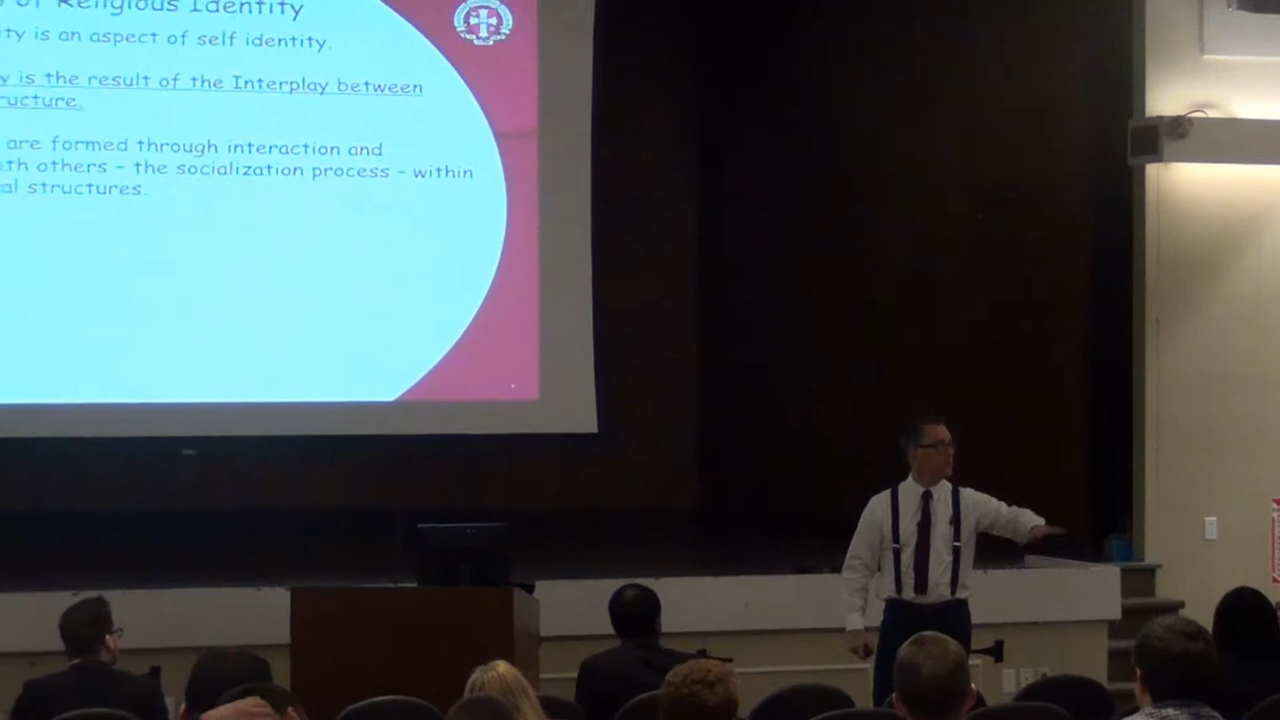 of Religious Identity
ity is an aspect of self identity.
y is the result of the Interplay between
ructure.
are formed through interaction and
ith others – the socialization process – within
al structures.